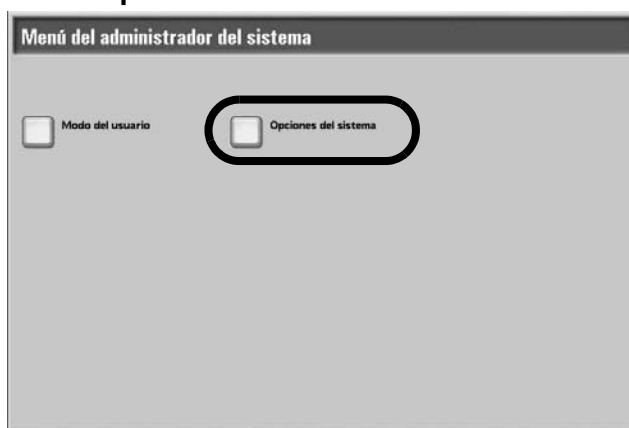 Menú del administrador del sistema
Modo del usuario
Opciones del sistema